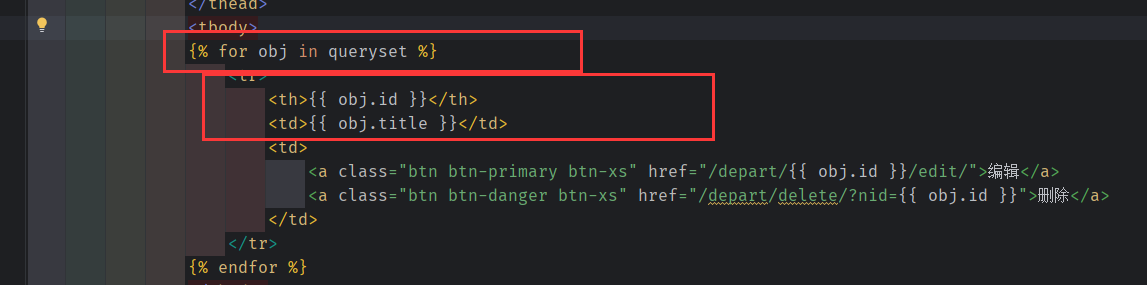 </thead>
<tbody>
{% for obj in queryset %}
<tr>
<th>{{ obj.id }}</th>
<td>{{ obj.title }}</td>
<td>
<a class="btn btn-primary btn-xs" href="/depart/{{ obj.id }}/edit/">编辑</a>
<a class="btn btn-danger btn-xs" href="/depart/delete/?nid={{ obj.id }}">删除</a>
</td>
</tr>
{% endfor %}